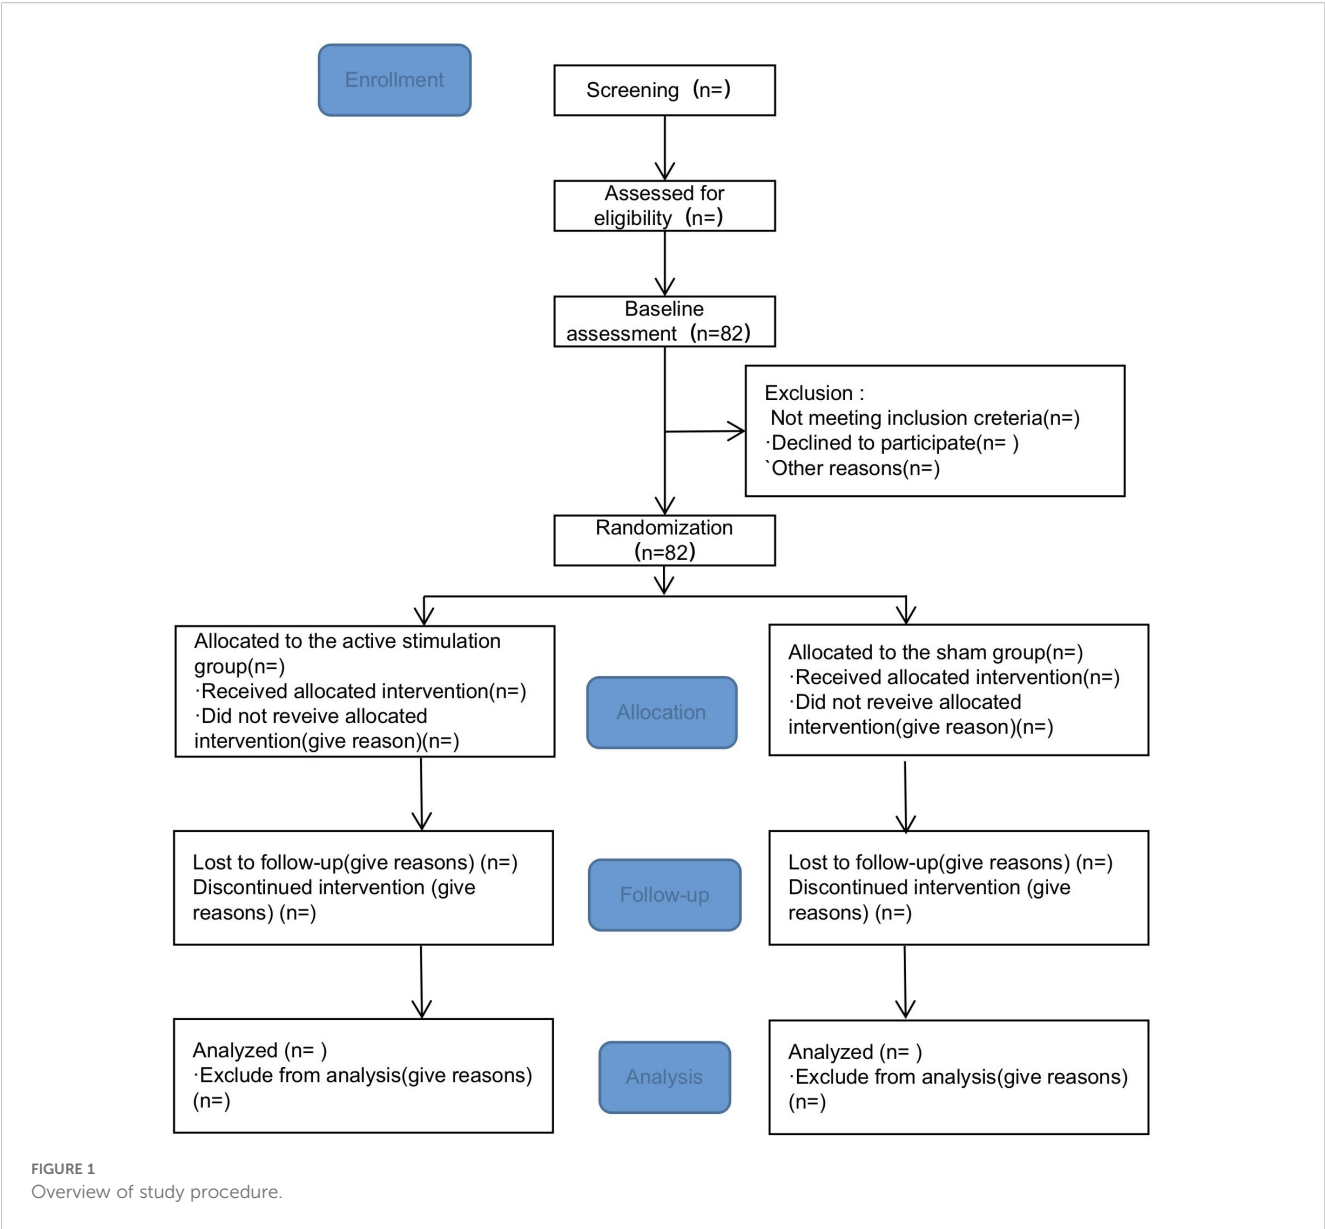 Enrollment
Screening (n=)
Assessed for
eligibility (n=)
Baseline
assessment (n=82)
Exclusion :
Not meeting inclusion creteria(n=)
·Declined to participate(n= )
`Other reasons(n=)
Randomization
(n=82)
Allocated to the active stimulation
group(n=)
·Received allocated intervention(n=)
·Did not reveive allocated
intervention(give reason)(n=)
Allocation
Allocated to the sham group(n=)
·Received allocated intervention(n=)
·Did not reveive allocated
intervention(give reason)(n=)
Lost to follow-up(give reasons) (n=)
Discontinued intervention (give
reasons) (n=)
Follow-up
Lost to follow-up(give reasons) (n=)
Discontinued intervention (give
reasons) (n=)
Analyzed (n= )
·Exclude from analysis(give reasons)
(n=)
Analysis
Analyzed (n= )
·Exclude from analysis(give reasons)
(n=)
FIGURE 1
Overview of study procedure.